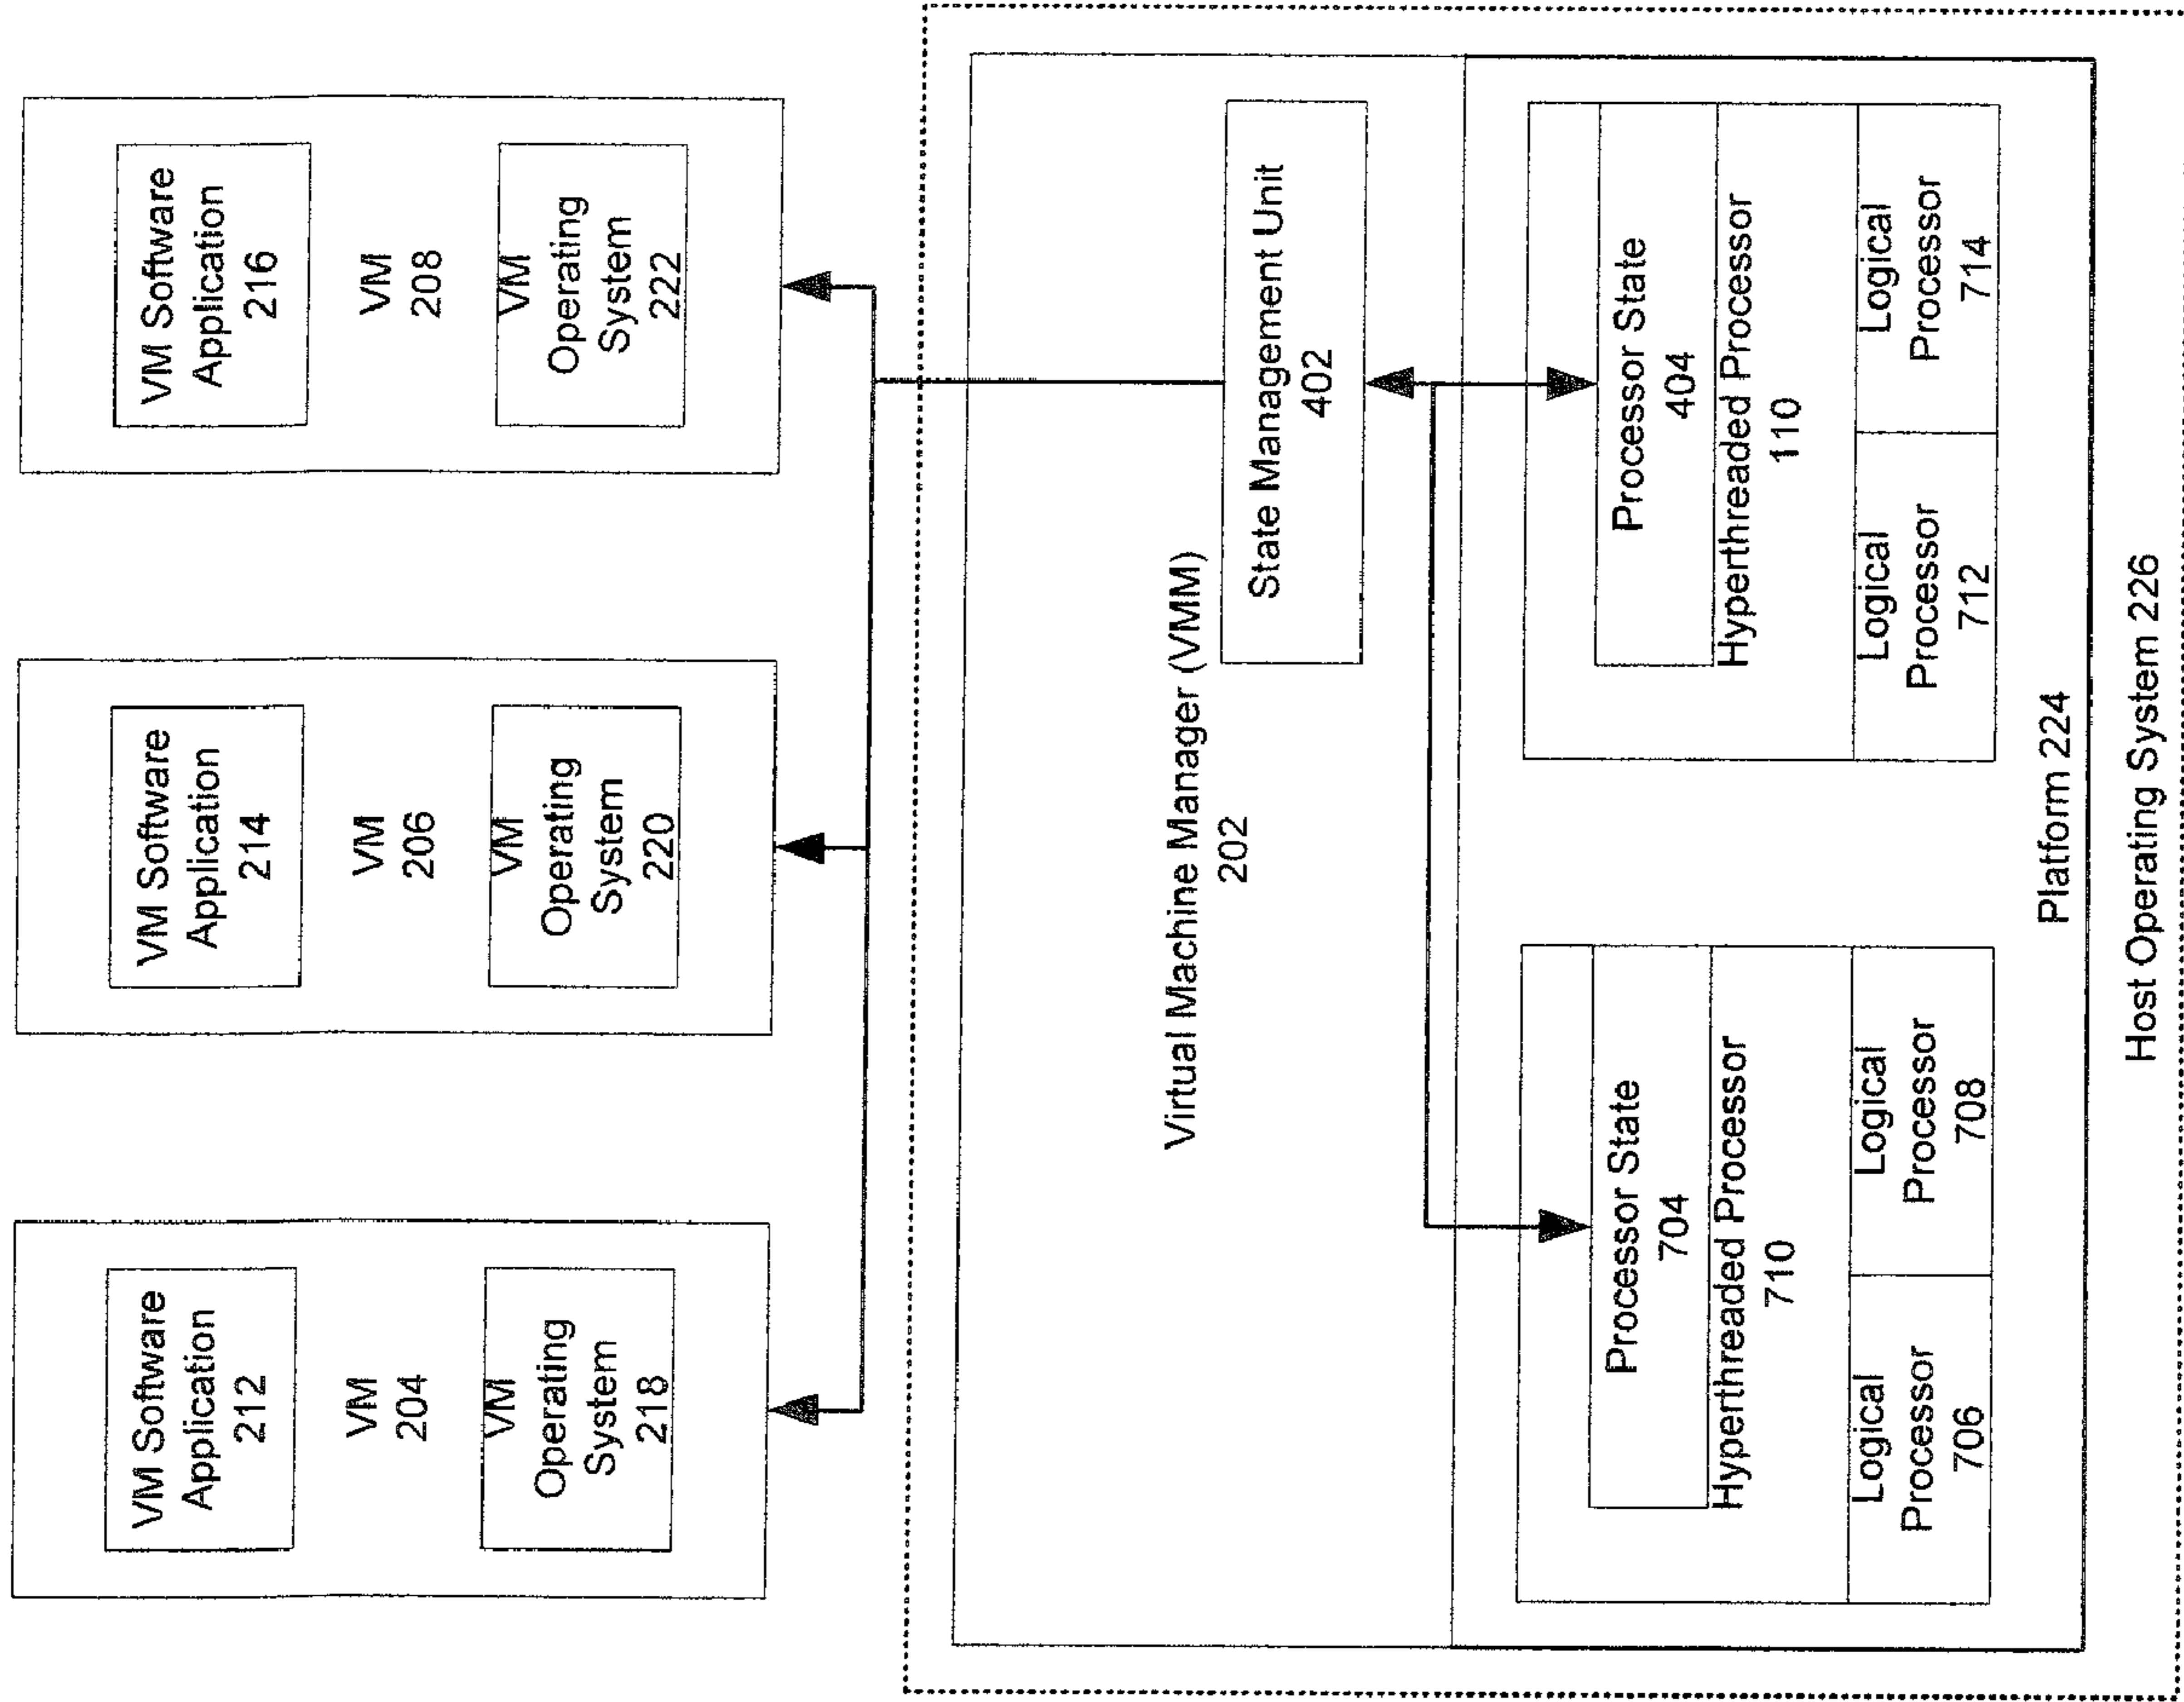 VM Software
Application
212
VM
204
VM
Operating
System
218
VM Software
Application
214
VM
206
VM
Operating
System
220
VM Software
Application
216
VM
208
VM
Operating
System
222
Virtual Machine Manager (VMM)
202
State Management Unit
402
Processor State
704
Hyperthreaded Processor
710
Logical
Processor
706
Logical
Processor
708
Processor State
404
Hyperthreaded Processor
110
Logical
Processor
712
Logical
Processor
714
Platform 224
Host Operating System 226